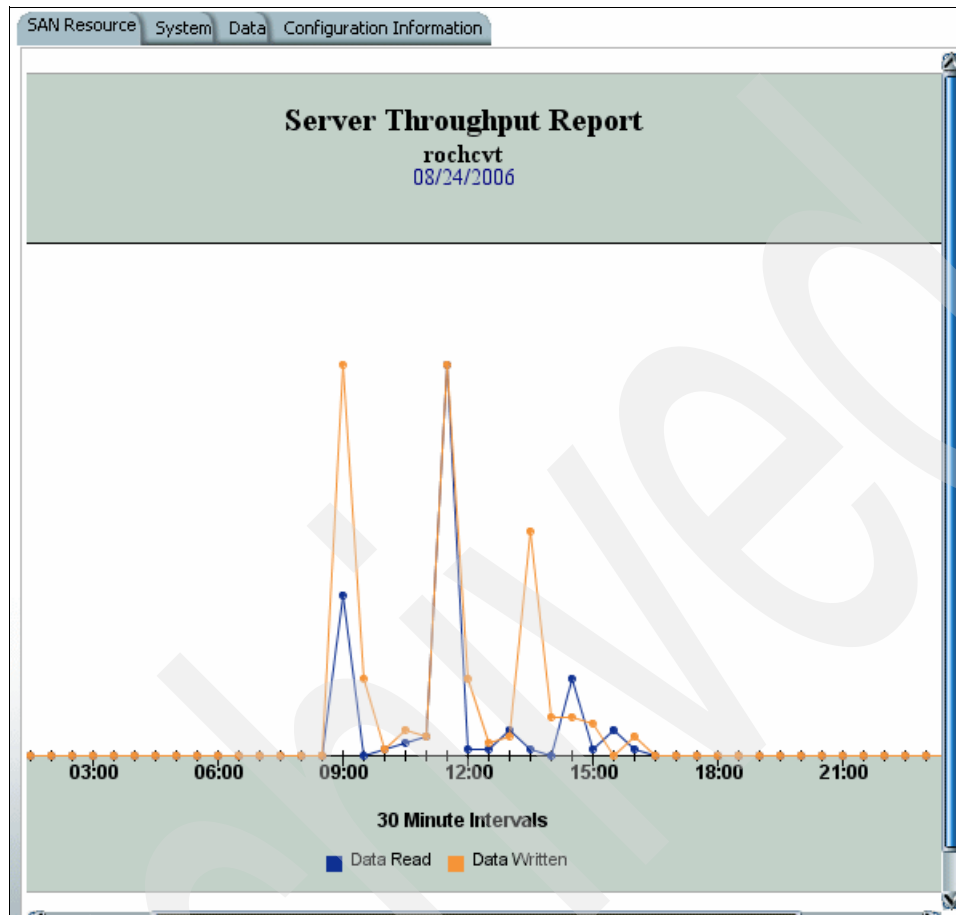 SAN Resource System Data Configuration Information
Server Throughput Report
rochcvt
08/24/2006
03:00 06:00 09:00 12:00 15:00 18:00 21:00
30 Minute Intervals
Data Read Data Written